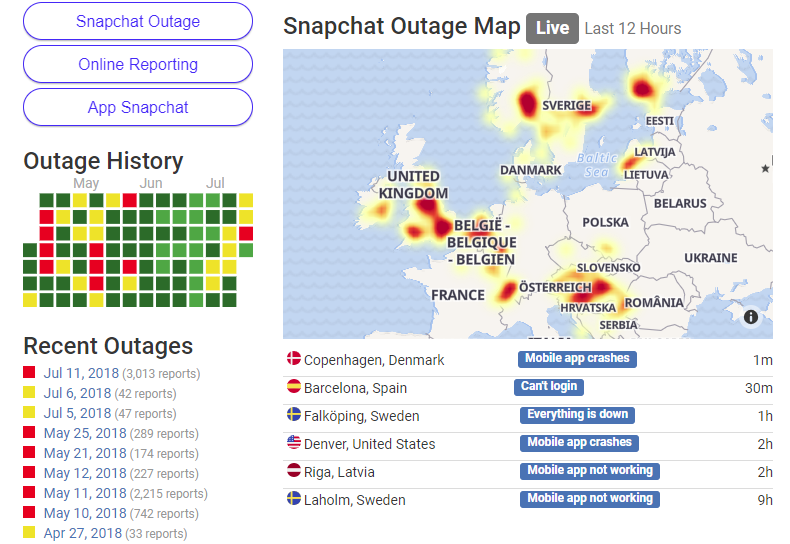 Snapchat Outage
Online Reporting
App Snapchat
Outage History
May Jun Jul
Recent Outages
Jul 11, 2018 (3,013 reports)
Jul 6, 2018 (42 reports)
Jul 5, 2018 (47 reports)
May 25, 2018 (289 reports)
May 21, 2018 (174 reports)
May 12, 2018 (227 reports)
May 11, 2018 (2,215 reports)
May 10, 2018 (742 reports)
Apr 27, 2018 (33 reports)
Snapchat Outage Map Live Last 12 Hours
SVERIGE
EESTI
LATVIJA
Baltic
Sea
DANMARK
LIETUVA
UNITED
KINGDOM
BELARUS
POLSKA
BELGIË -
BELGIQUE
- BELGIEN
UKRAINE
SLOVENSKO
FRANCE
ÖSTERREICH
HRVATSKA
ROMÂNIA
SERBIA
Copenhagen, Denmark Mobile app crashes 1m
Barcelona, Spain Can't login 30m
Falköping, Sweden Everything is down 1h
Denver, United States Mobile app crashes 2h
Riga, Latvia Mobile app not working 2h
Laholm, Sweden Mobile app not working 9h